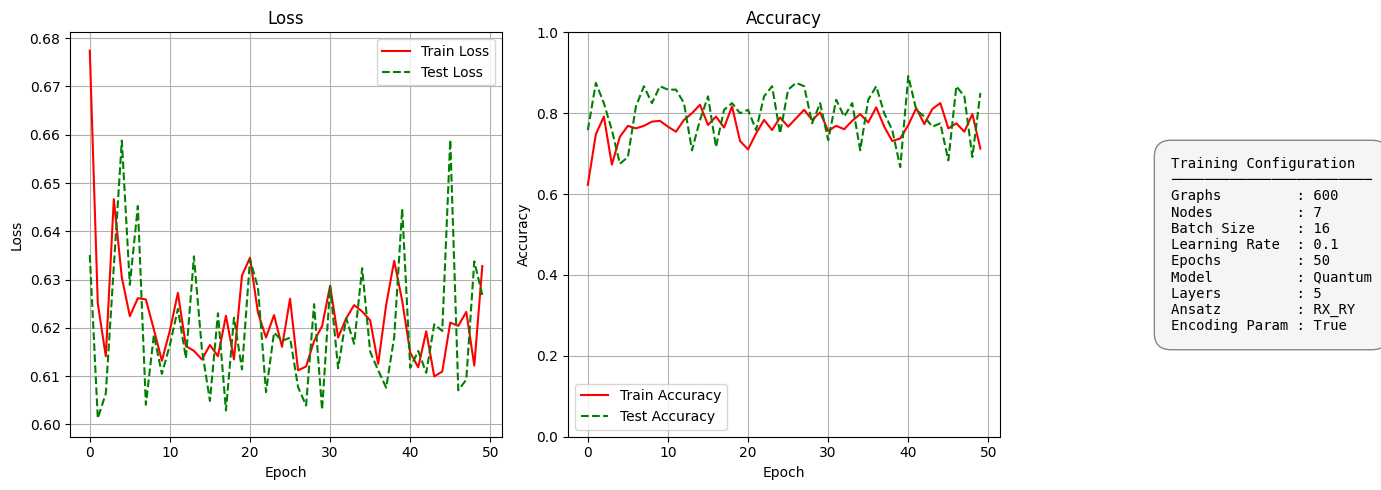 Loss
0.68
0.67
0.66
0.65
0.64
0.63
0.62
0.61
0.60
Loss
0 10 20 30 40 50
Epoch
Train Loss
Test Loss
Accuracy
1.0
0.8
0.6
0.4
0.2
0.0
Accuracy
0 10 20 30 40 50
Epoch
Train Accuracy
Test Accuracy
Training Configuration
Graphs : 600
Nodes : 7
Batch Size : 16
Learning Rate : 0.1
Epochs : 50
Model : Quantum
Layers : 5
Ansatz : RX_RY
Encoding Param : True